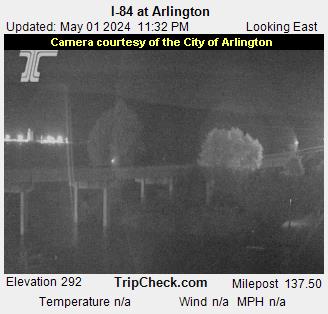 I-84 at Arlington
Updated: May 01 2024 11:32 PM Looking East
Camera courtesy of the City of Arlington
Elevation 292 TripCheck.com Milepost 137.50
Temperature n/a Wind n/a MPH n/a